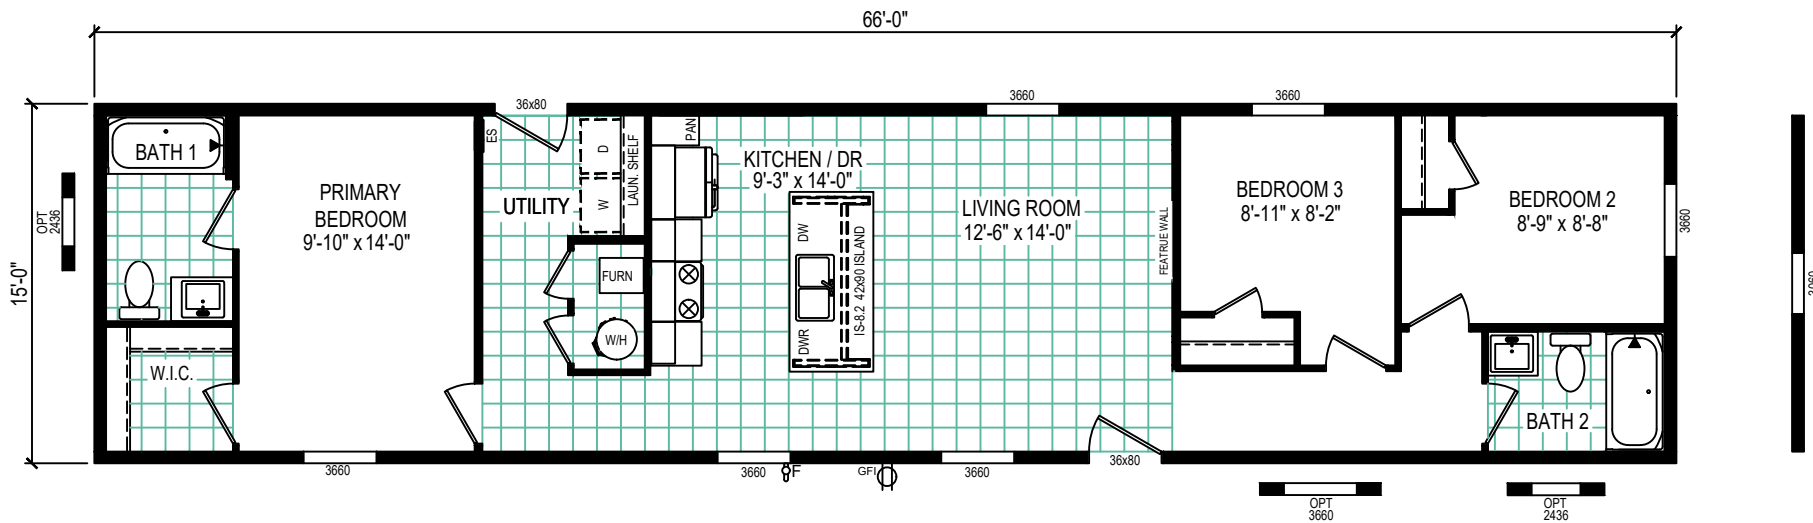 66'-0"
15'-0"
36x80
3660
3660
BATH 1
ES
D
W
LAUN. SHELF
PAN
KITCHEN / DR
9'-3" x 14'-0"
PRIMARY
BEDROOM
9'-10" x 14'-0"
UTILITY
LIVING ROOM
12'-6" x 14'-0"
FEATRUE WALL
BEDROOM 3
8'-11" x 8'-2"
BEDROOM 2
8'-9" x 8'-8"
3660
OPT
2436
FURN
W/H
DW
DWR
IS-8.2 42x90 ISLAND
W.I.C.
BATH 2
3660
3660
F
GFI
3660
36x80
OPT
3660
OPT
2436